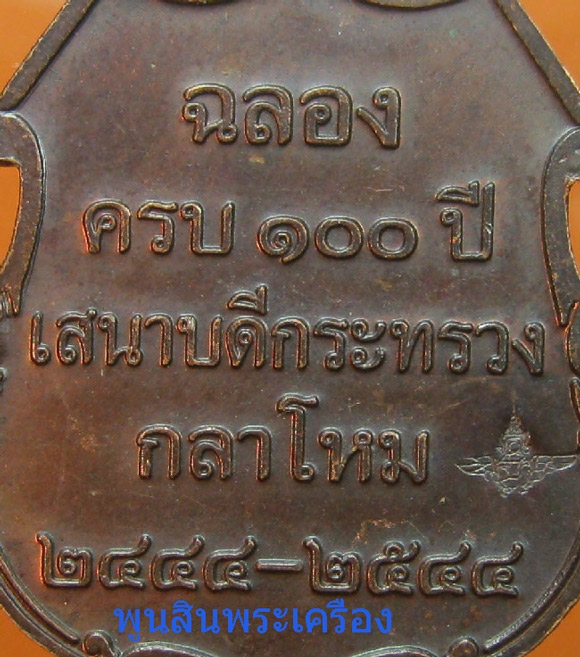 ฉลอง
ครบ ๑๐๐ ปี
เสนาบดีกระทรวง
กลาโหม
๒๔๔๔-๒๕๔๔
พูนสินพระเครื่อง